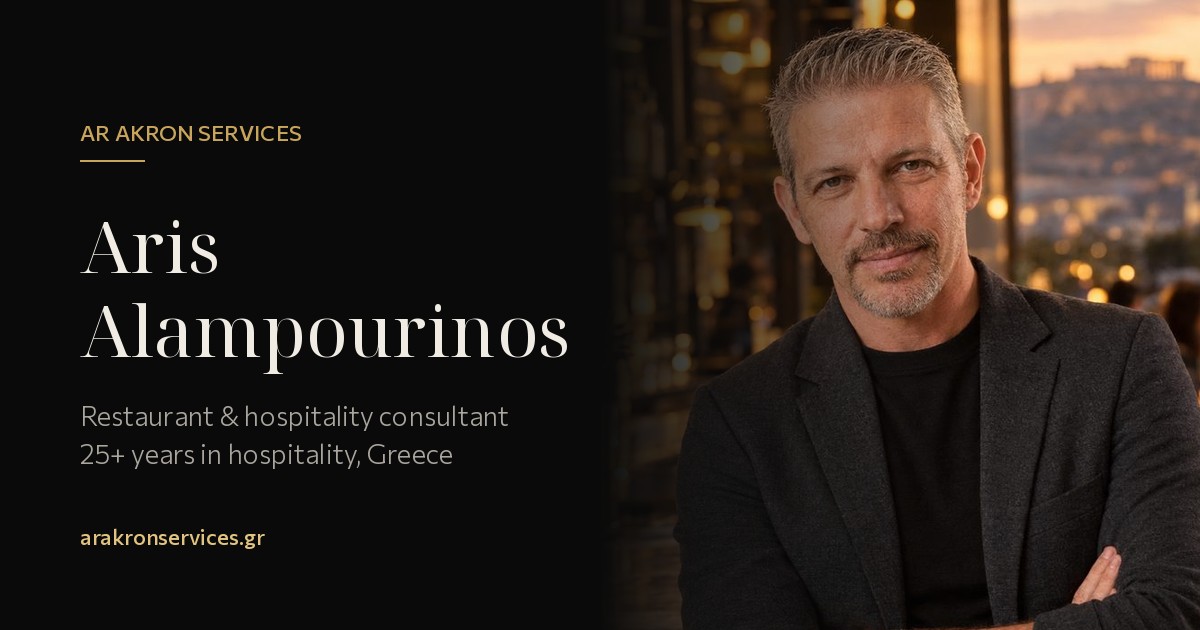 AR AKRON SERVICES
Aris
Alampourinos
Restaurant & hospitality consultant
25+ years in hospitality, Greece
arakronservices.gr